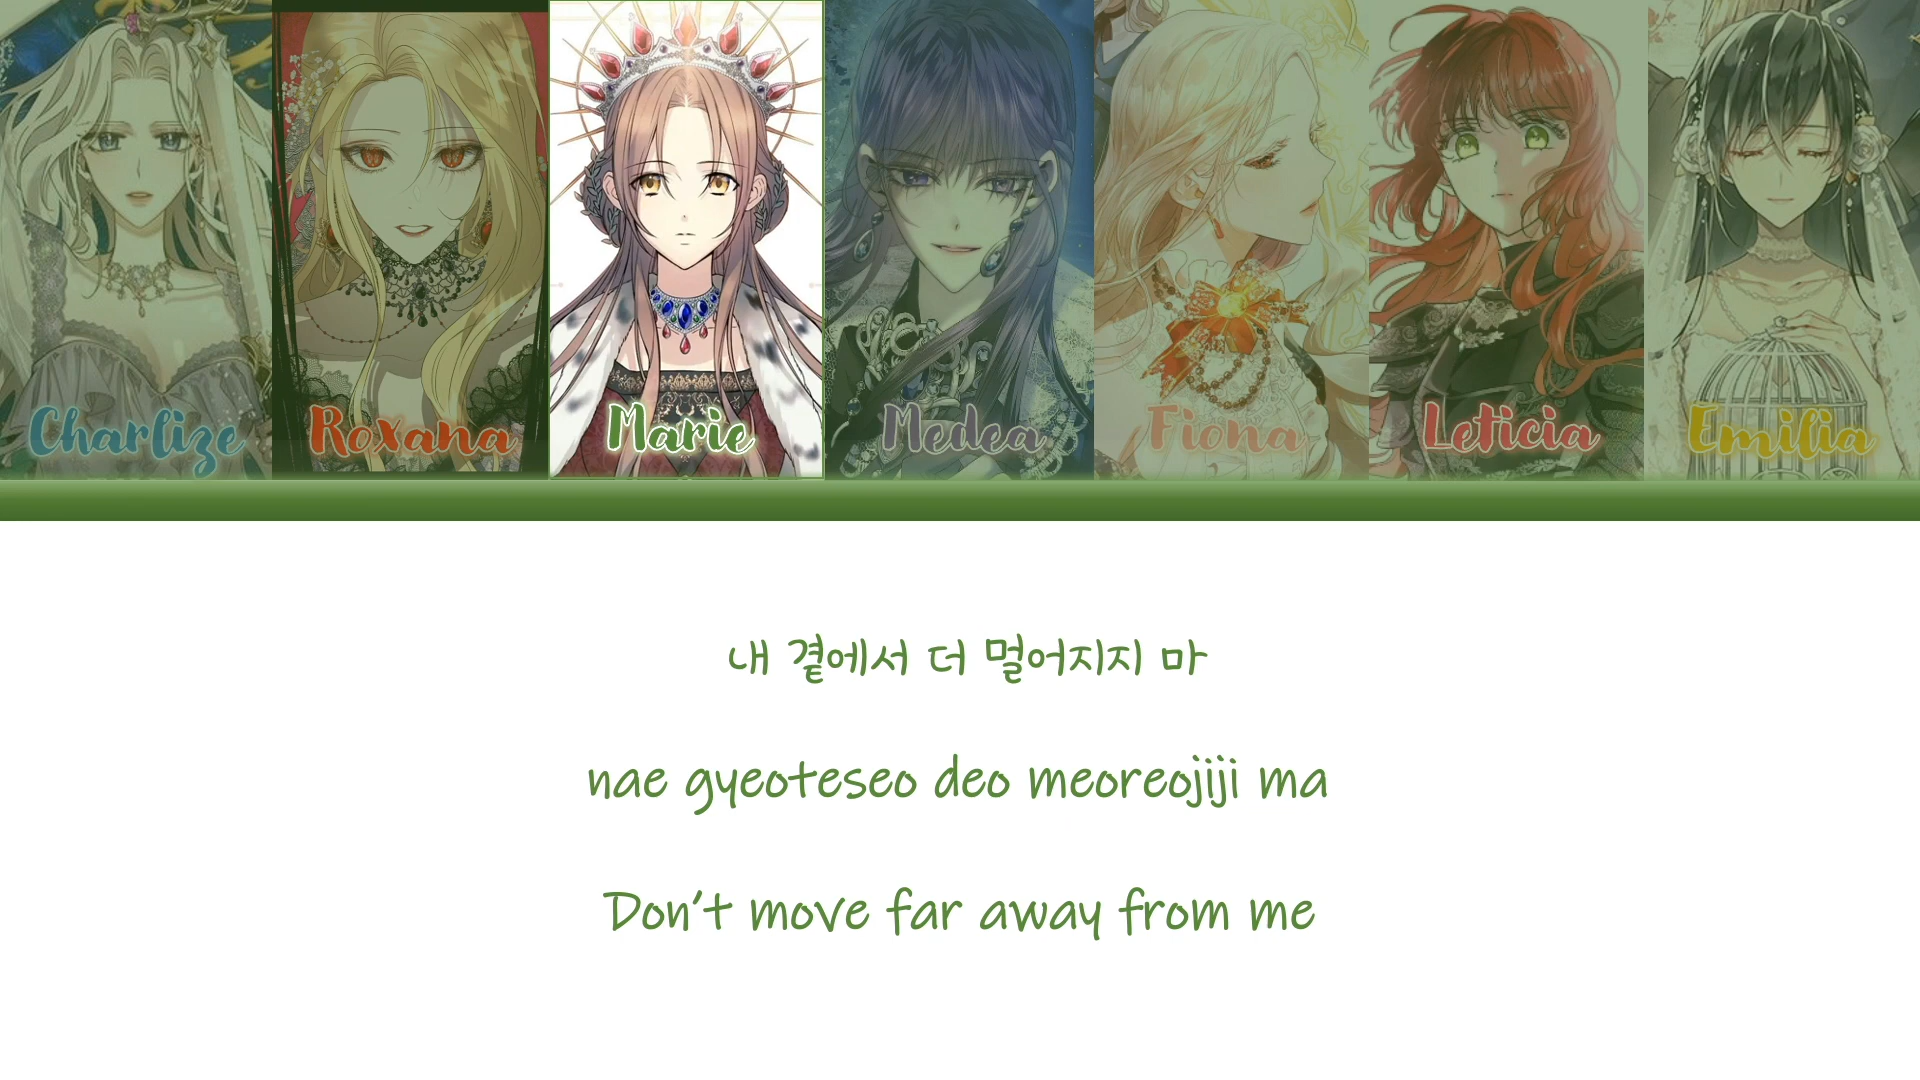 Charlize Roxana Marie Medea Fiona Leticia Emilia
내 곁에서 더 멀어지지 마
nae gyeoteseo deo meoreojiji ma
Don't move far away from me